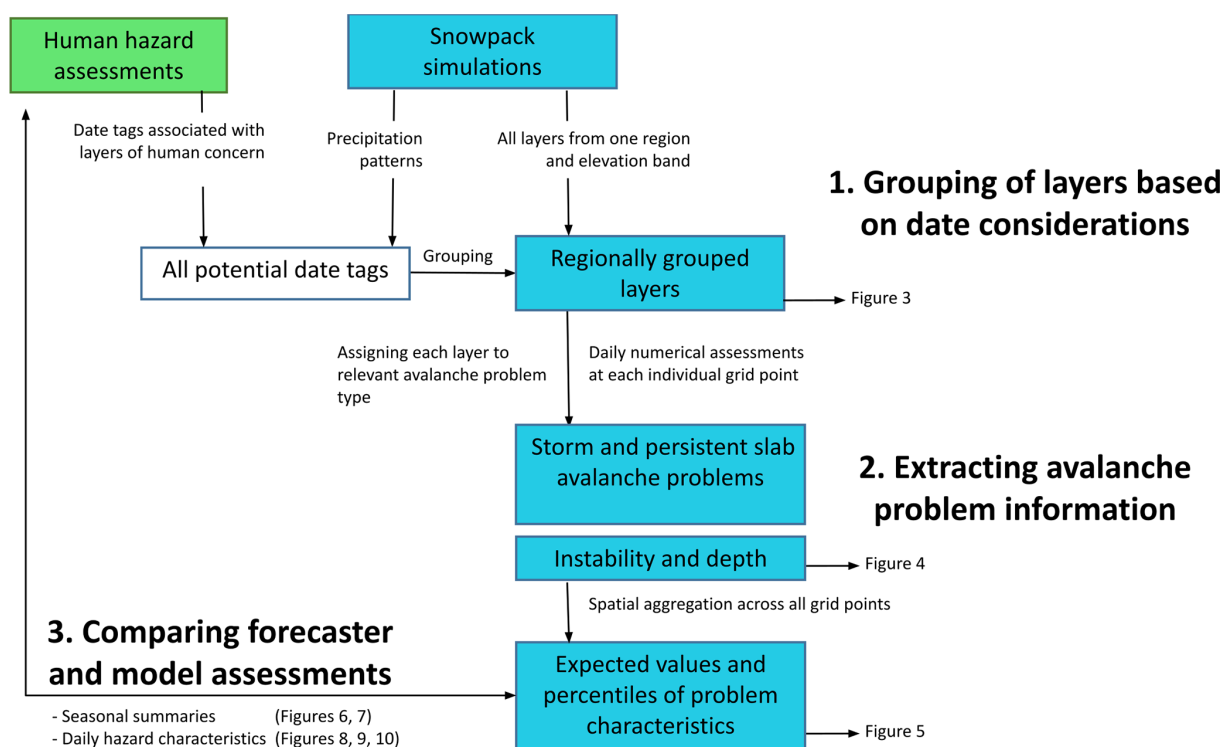 Human hazard
assessments
Snowpack
simulations
Date tags associated with
layers of human concern
Precipitation
patterns
All layers from one region
and elevation band
1. Grouping of layers based
on date considerations
All potential date tags
Grouping
Regionally grouped
layers
Figure 3
Assigning each layer to
relevant avalanche problem
type
Daily numerical assessments
at each individual grid point
Storm and persistent slab
avalanche problems
2. Extracting avalanche
problem information
Instability and depth
Figure 4
Spatial aggregation across all grid points
3. Comparing forecaster
and model assessments
Expected values and
percentiles of problem
characteristics
Figure 5
- Seasonal summaries (Figures 6, 7)
- Daily hazard characteristics (Figures 8, 9, 10)